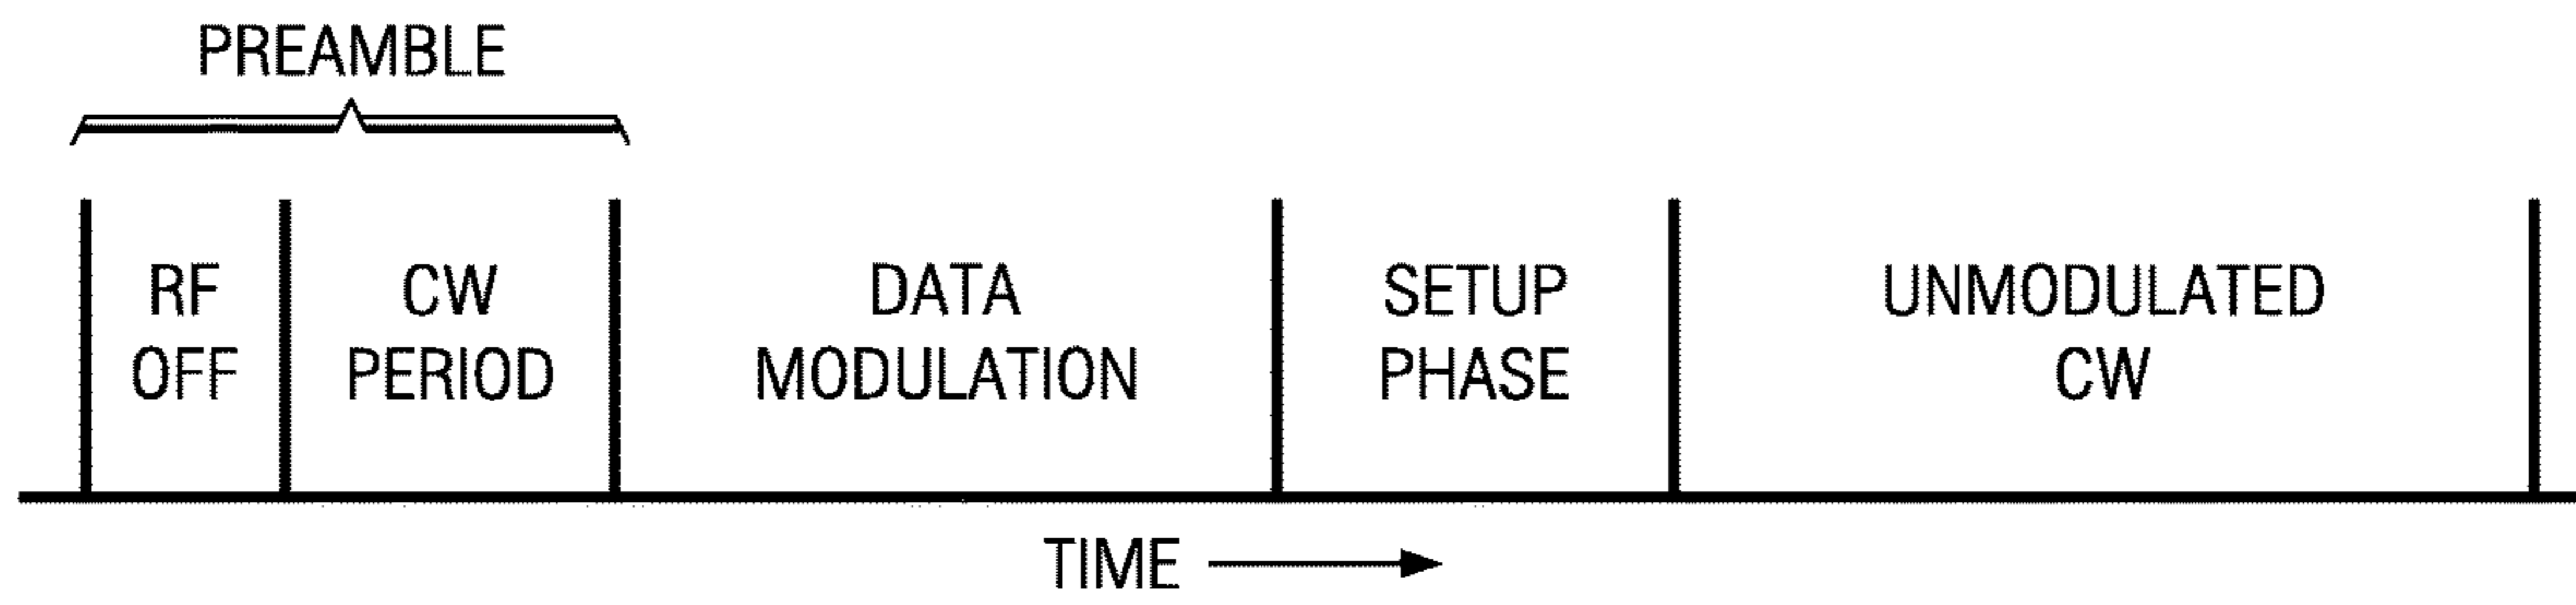 PREAMBLE
RF
OFF
CW
PERIOD
DATA
MODULATION
SETUP
PHASE
UNMODULATED
CW
TIME